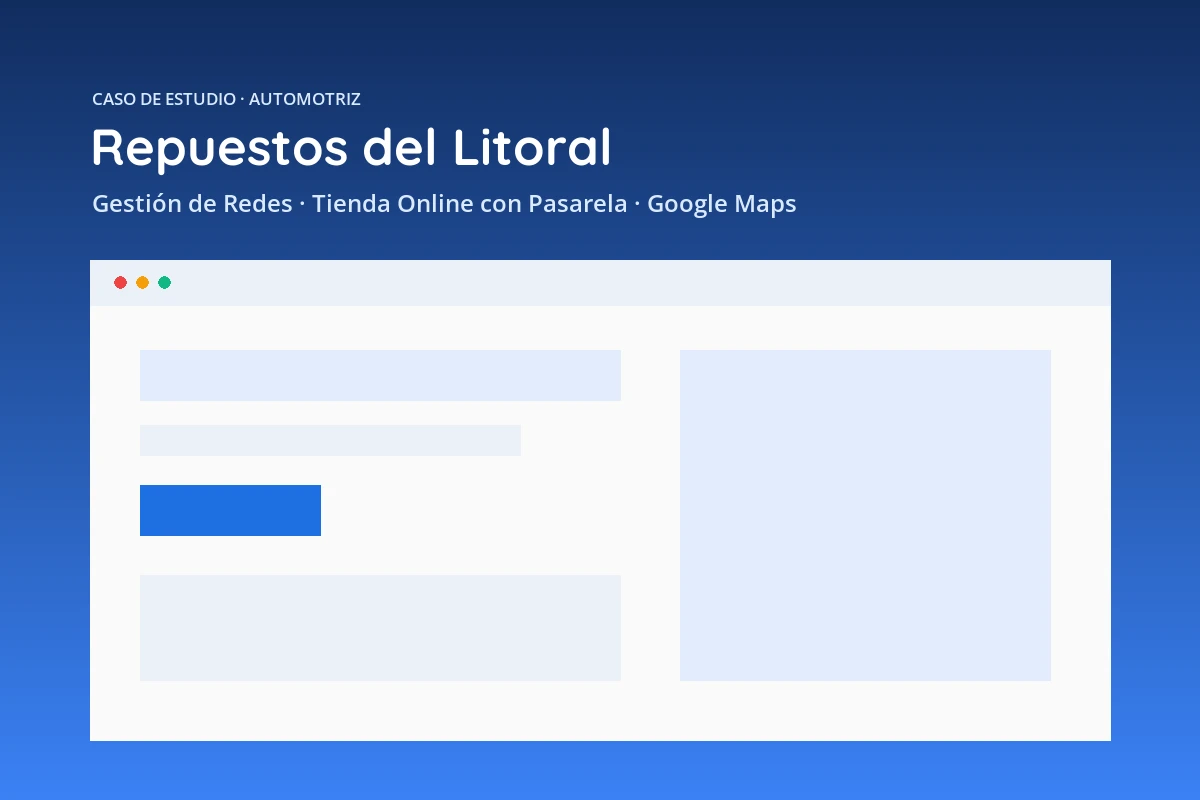 CASO DE ESTUDIO · AUTOMOTRIZ
Repuestos del Litoral
Gestión de Redes · Tienda Online con Pasarela · Google Maps